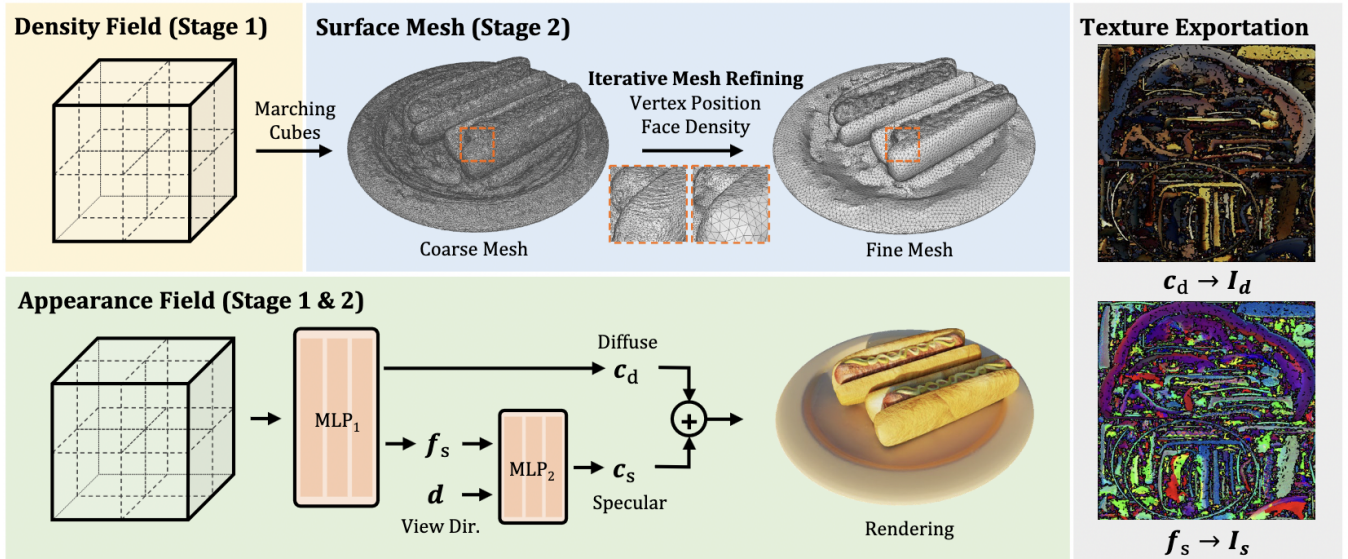 Density Field (Stage 1)
Marching
Cubes
Surface Mesh (Stage 2)
Iterative Mesh Refining
Vertex Position
Face Density
Coarse Mesh
Fine Mesh
Appearance Field (Stage 1 & 2)
MLP₁
f_s
d
View Dir.
MLP₂
Diffuse
c_d
c_s
Specular
+
Rendering
Texture Exportation
c_d → I_d
f_s → I_s